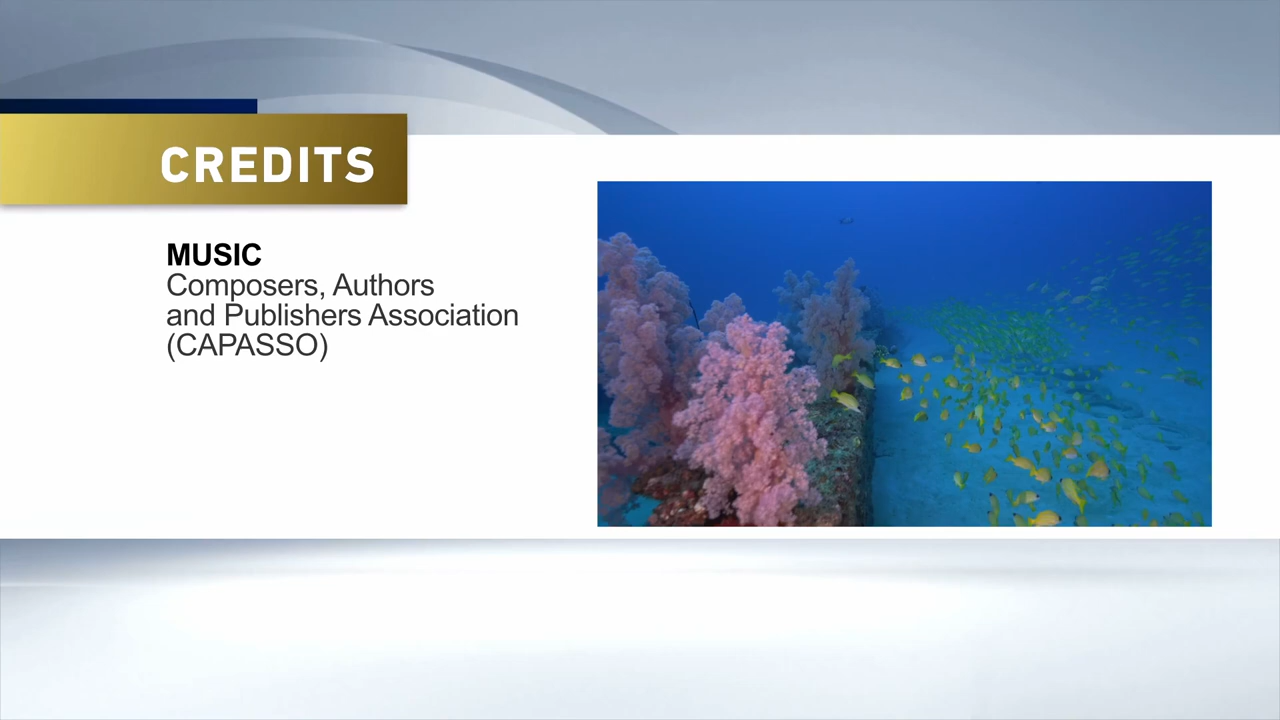 CREDITS
MUSIC
Composers, Authors
and Publishers Association
(CAPASSO)